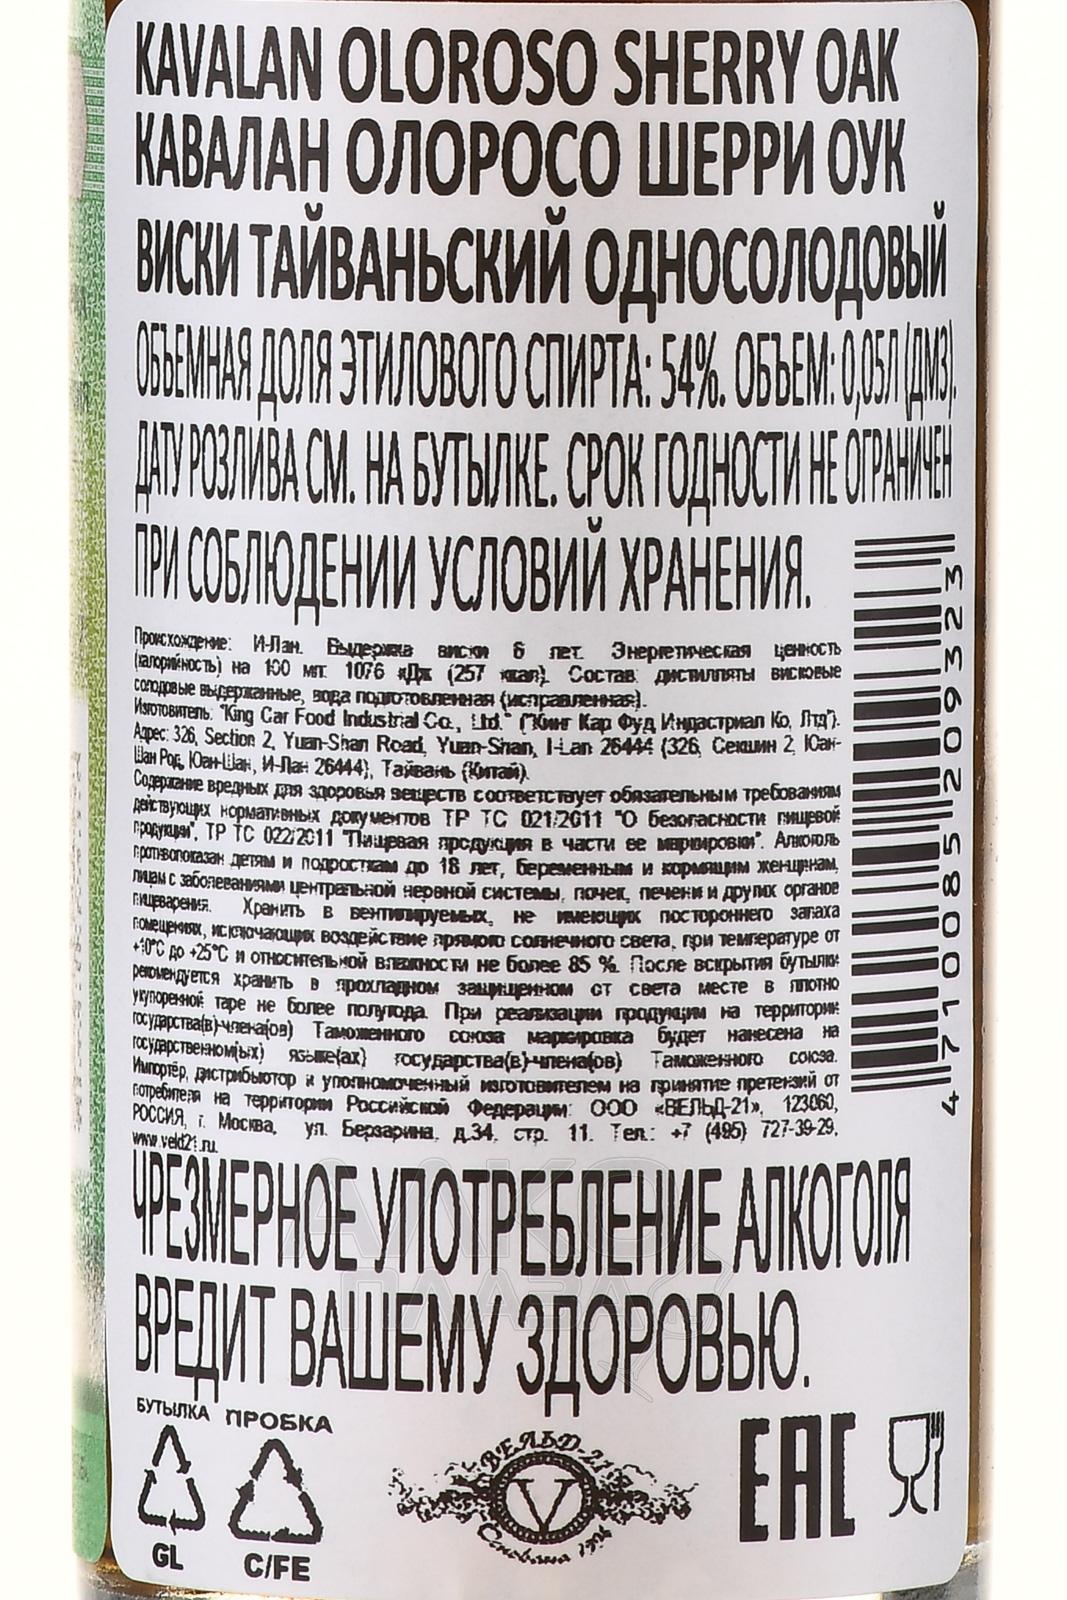 KAVALAN OLOROSO SHERRY OAK
КАВАЛАН ОЛОРОСО ШЕРРИ ОУК
ВИСКИ ТАЙВАНЬСКИЙ ОДНОСОЛОДОВЫЙ
ОБЪЕМНАЯ ДОЛЯ ЭТИЛОВОГО СПИРТА: 54%. ОБЪЕМ: 0,05Л (ДМ3).
ДАТУ РОЗЛИВА СМ. НА БУТЫЛКЕ. СРОК ГОДНОСТИ НЕ ОГРАНИЧЕН
ПРИ СОБЛЮДЕНИИ УСЛОВИЙ ХРАНЕНИЯ.
Происхождение: И-Лан. Выдержка виски 6 лет. Энергетическая ценность
(калорийность) на 100 мл: 1076 кДж (257 ккал). Состав: дистилляты висковые
солодовые выдержанные, вода подготовленная (исправленная).
Изготовитель: "King Car Food Industrial Co., Ltd." ("Кинг Кар Фуд Индастриал Ко, Лтд").
Адрес: 326, Section 2, Yuan-Shan Road, Yuan-Shan, I-Lan 26444 (326, Секшин 2, Юан-
Шан Род, Юан-Шан, И-Лан 26444), Тайвань (Китай).
Содержание вредных для здоровья веществ соответствует обязательным требованиям
действующих нормативных документов ТР ТС 021/2011 "О безопасности пищевой
продукции", ТР ТС 022/2011 "Пищевая продукция в части ее маркировки". Алкоголь
противопоказан детям и подросткам до 18 лет, беременным и кормящим женщинам,
лицам с заболеваниями центральной нервной системы, почек, печени и других органов
пищеварения. Хранить в вентилируемых, не имеющих постороннего запаха
помещениях, исключающих воздействие прямого солнечного света, при температуре от
+10°С до +25°С и относительной влажности не более 85 %. После вскрытия бутылки
рекомендуется хранить в прохладном защищенном от света месте в плотно
укупоренной таре не более полугода. При реализации продукции на территории
государства(в)-члена(ов) Таможенного союза маркировка будет нанесена на
государственном(ых) языке(ах) государства(в)-члена(ов) Таможенного союза.
Импортёр, дистрибьютор и уполномоченный изготовителем на принятие претензий от
потребителя на территории Российской Федерации: ООО «ВЕЛЬД-21», 123060,
РОССИЯ, г. Москва, ул. Берзарина, д.34, стр. 11. Тел.: +7 (495) 727-39-29,
www.veld21.ru.
4 710085 209323
ЧРЕЗМЕРНОЕ УПОТРЕБЛЕНИЕ АЛКОГОЛЯ
ВРЕДИТ ВАШЕМУ ЗДОРОВЬЮ.
АЛКО
ПЛАЗА
БУТЫЛКА ПРОБКА
GL C/FE
ВЕЛЬД-21
V
Основана 1994
EAC